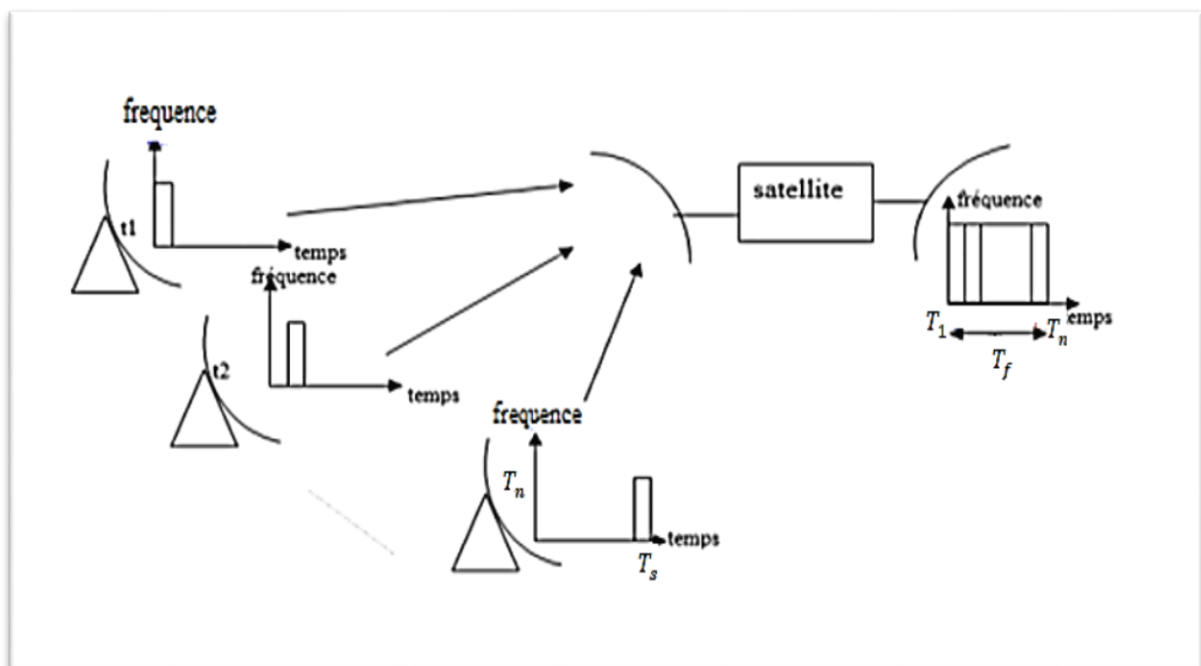 frequence
t1
temps
fréquence
t2
temps
frequence
T_n
temps
T_s
satellite
fréquence
T_1
T_n
emps
T_f